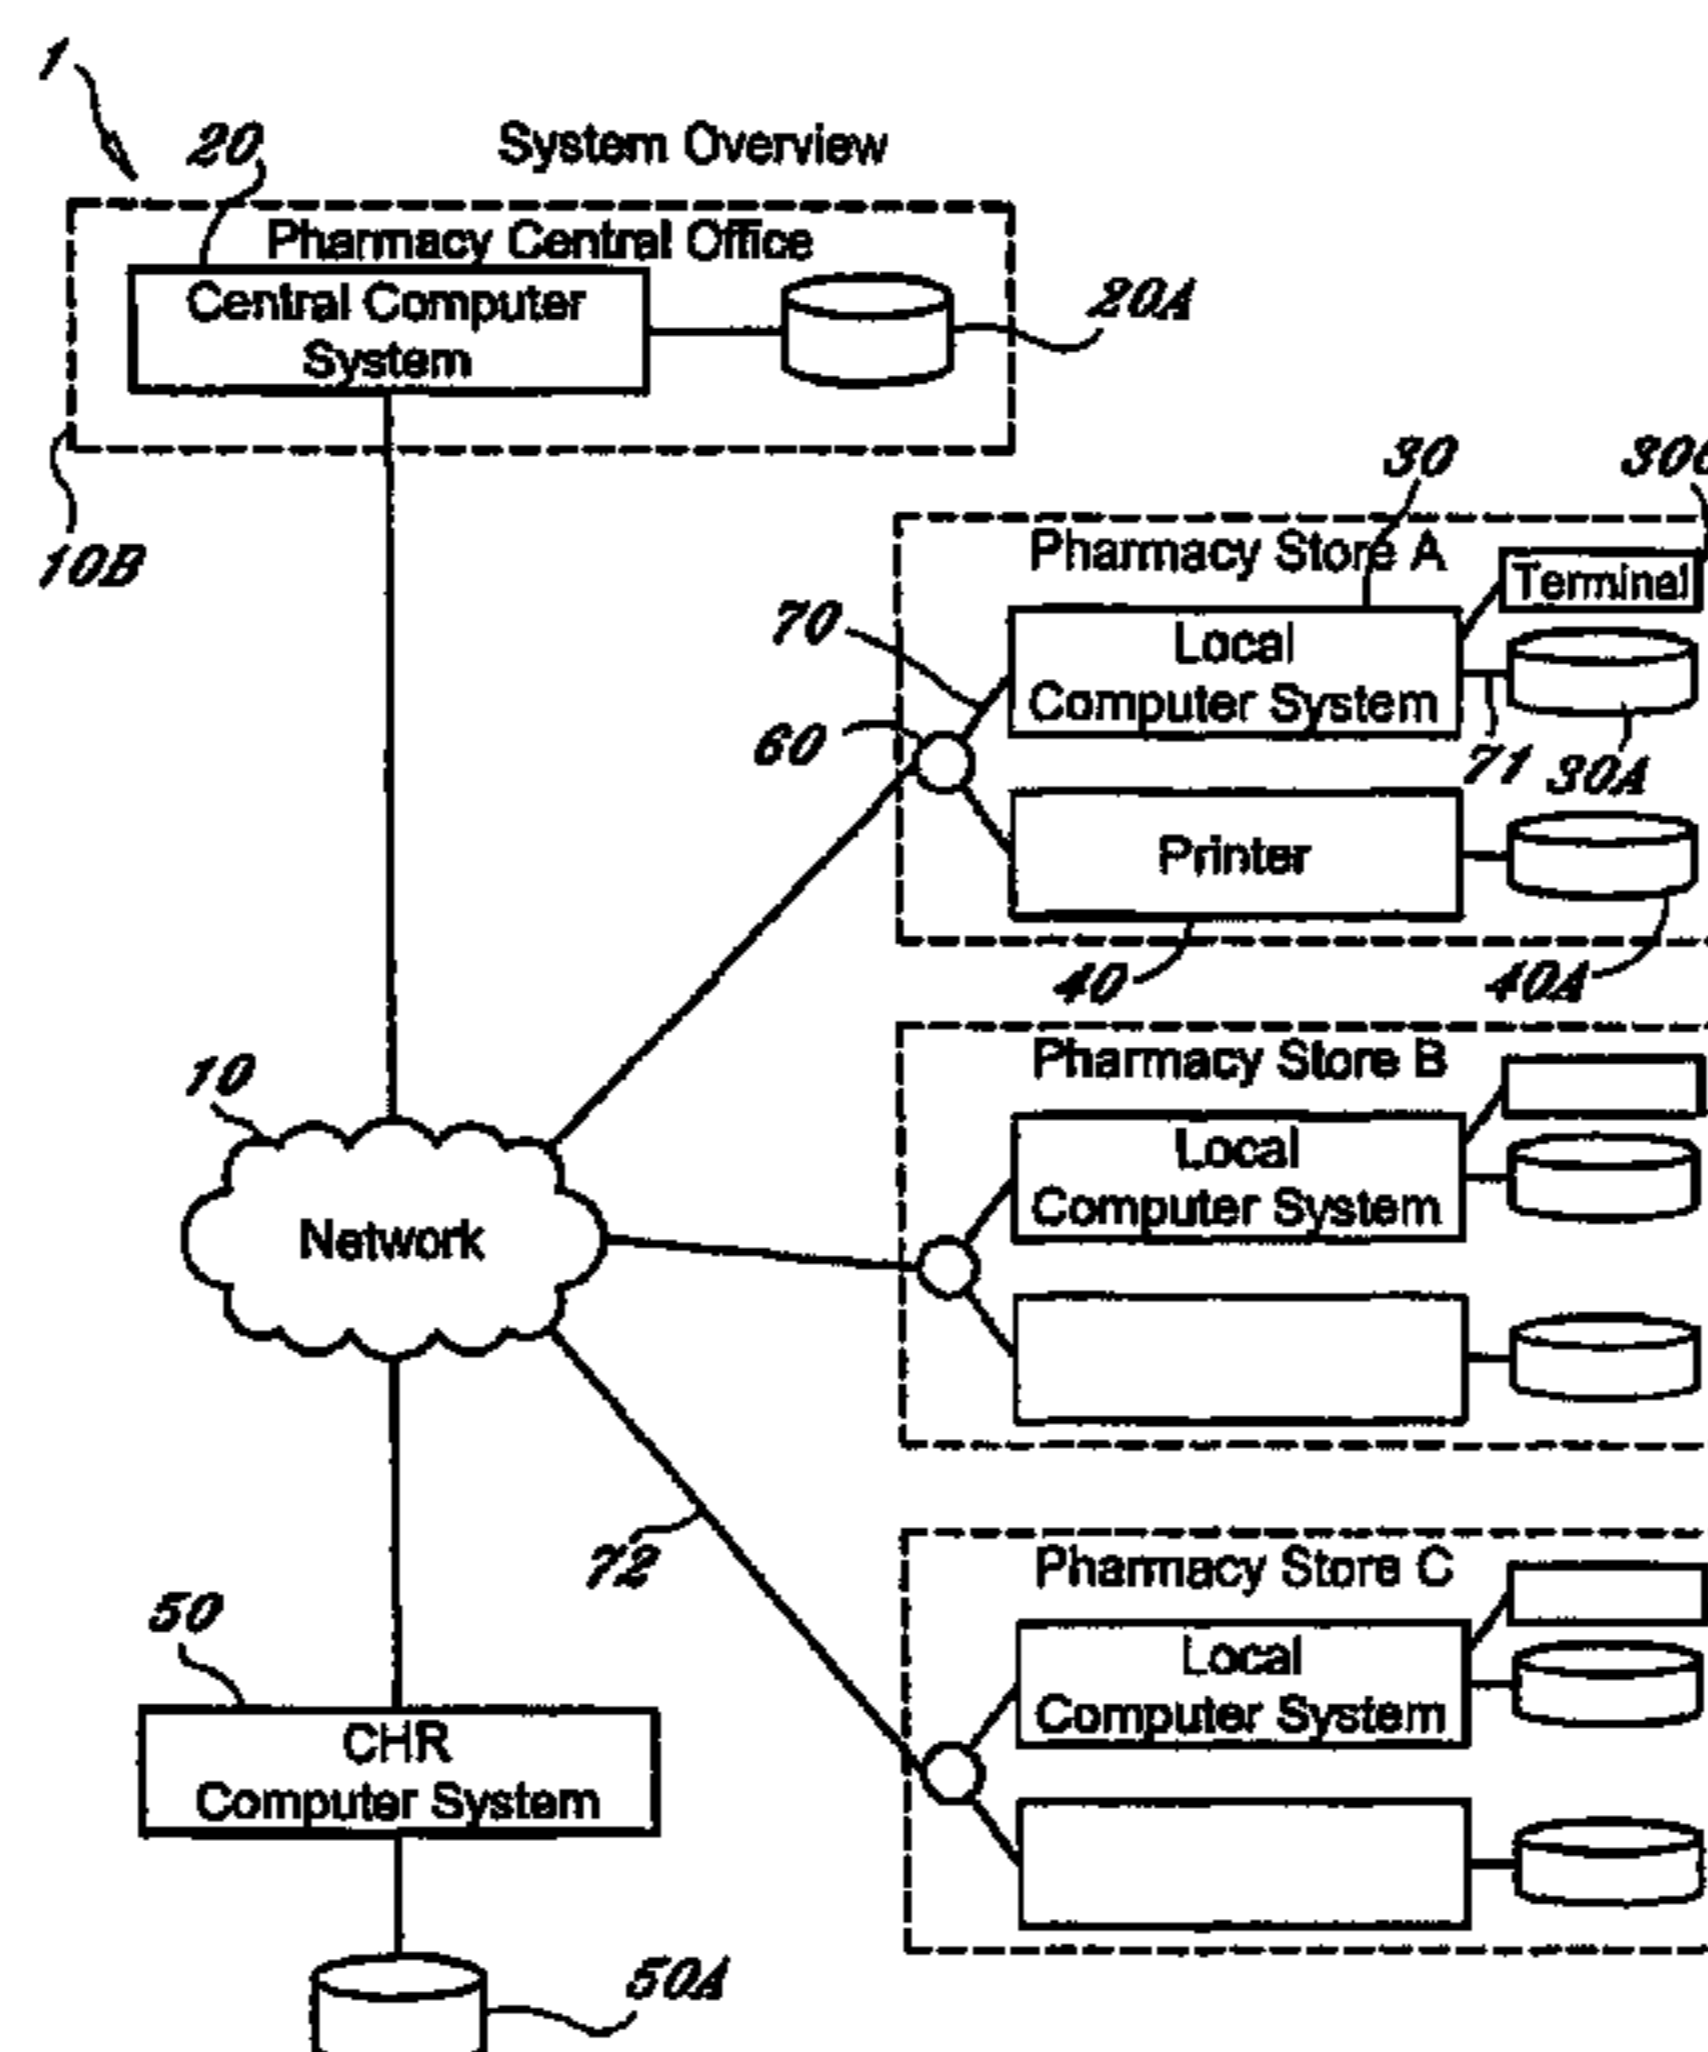 1
20
System Overview
Pharmacy Central Office
Central Computer
System
20A
10B
30
Pharmacy Store A
Terminal
70
Local
Computer System
60
71
30A
Printer
40
40A
10
Pharmacy Store B
Local
Computer System
Network
72
Pharmacy Store C
50
Local
Computer System
CHR
Computer System
50A